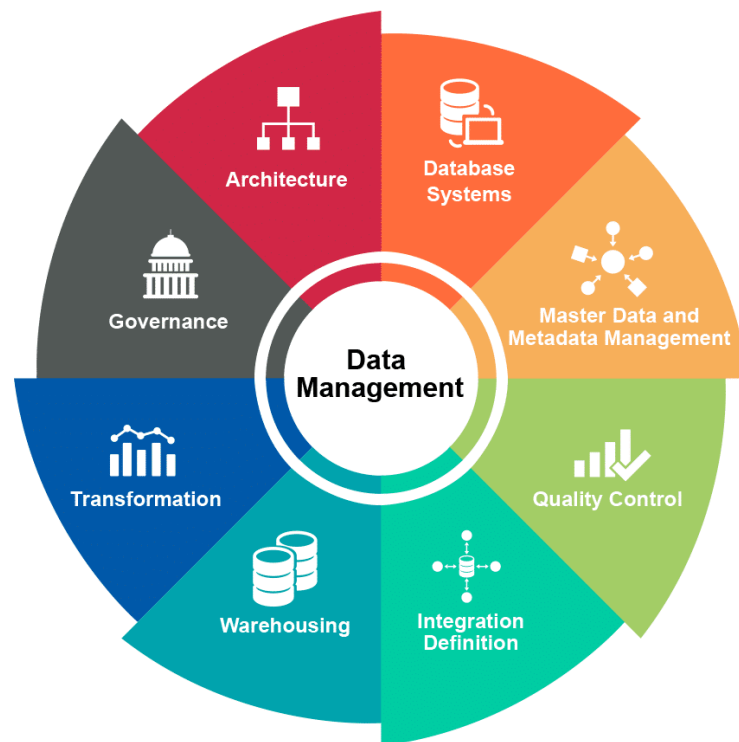 Data
Management
Database
Systems
Master Data and
Metadata Management
Quality Control
Integration
Definition
Warehousing
Transformation
Governance
Architecture